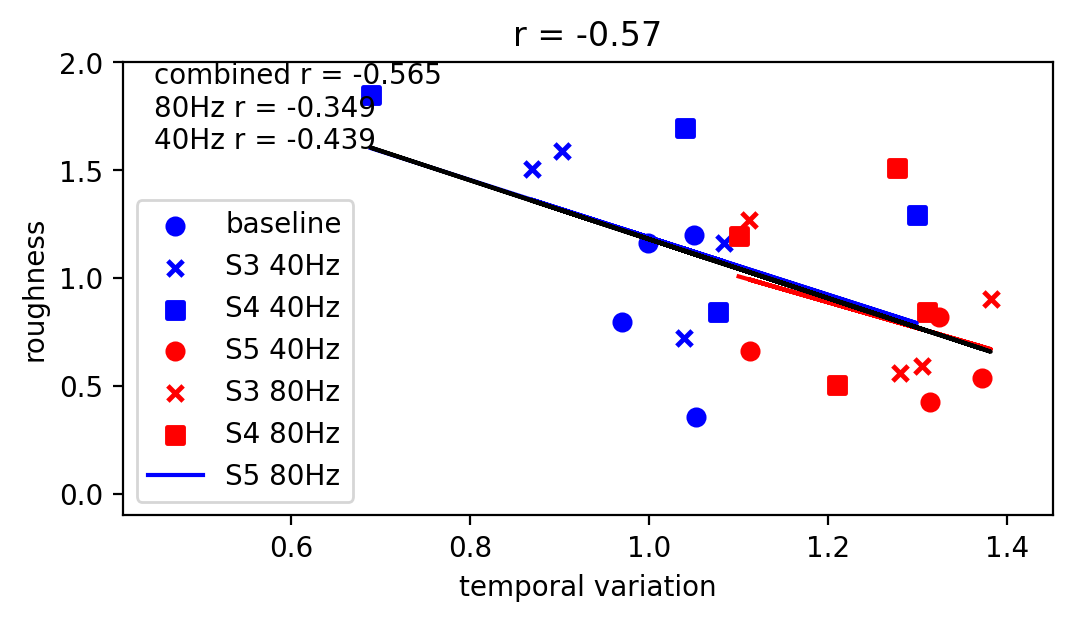 r = -0.57
combined r = -0.565
80Hz r = -0.349
40Hz r = -0.439
baseline
S3 40Hz
S4 40Hz
S5 40Hz
S3 80Hz
S4 80Hz
S5 80Hz
2.0
1.5
1.0
0.5
0.0
roughness
0.6 0.8 1.0 1.2 1.4
temporal variation